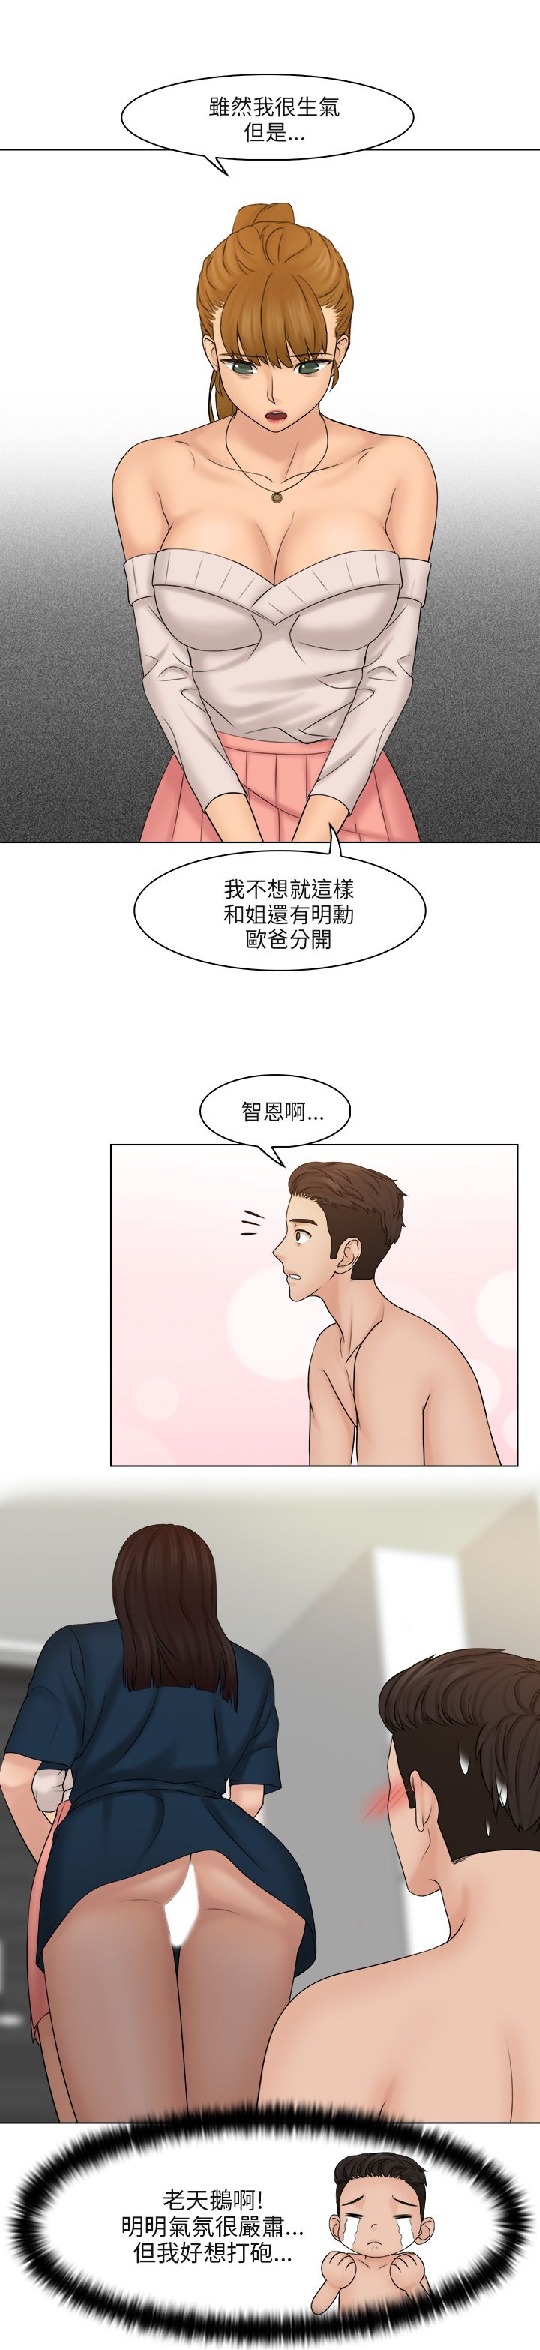 雖然我很生氣
但是...
我不想就這樣
和姐還有明勳
歐爸分開
智恩啊...
老天鵝啊!
明明氣氛很嚴肅...
但我好想打砲...